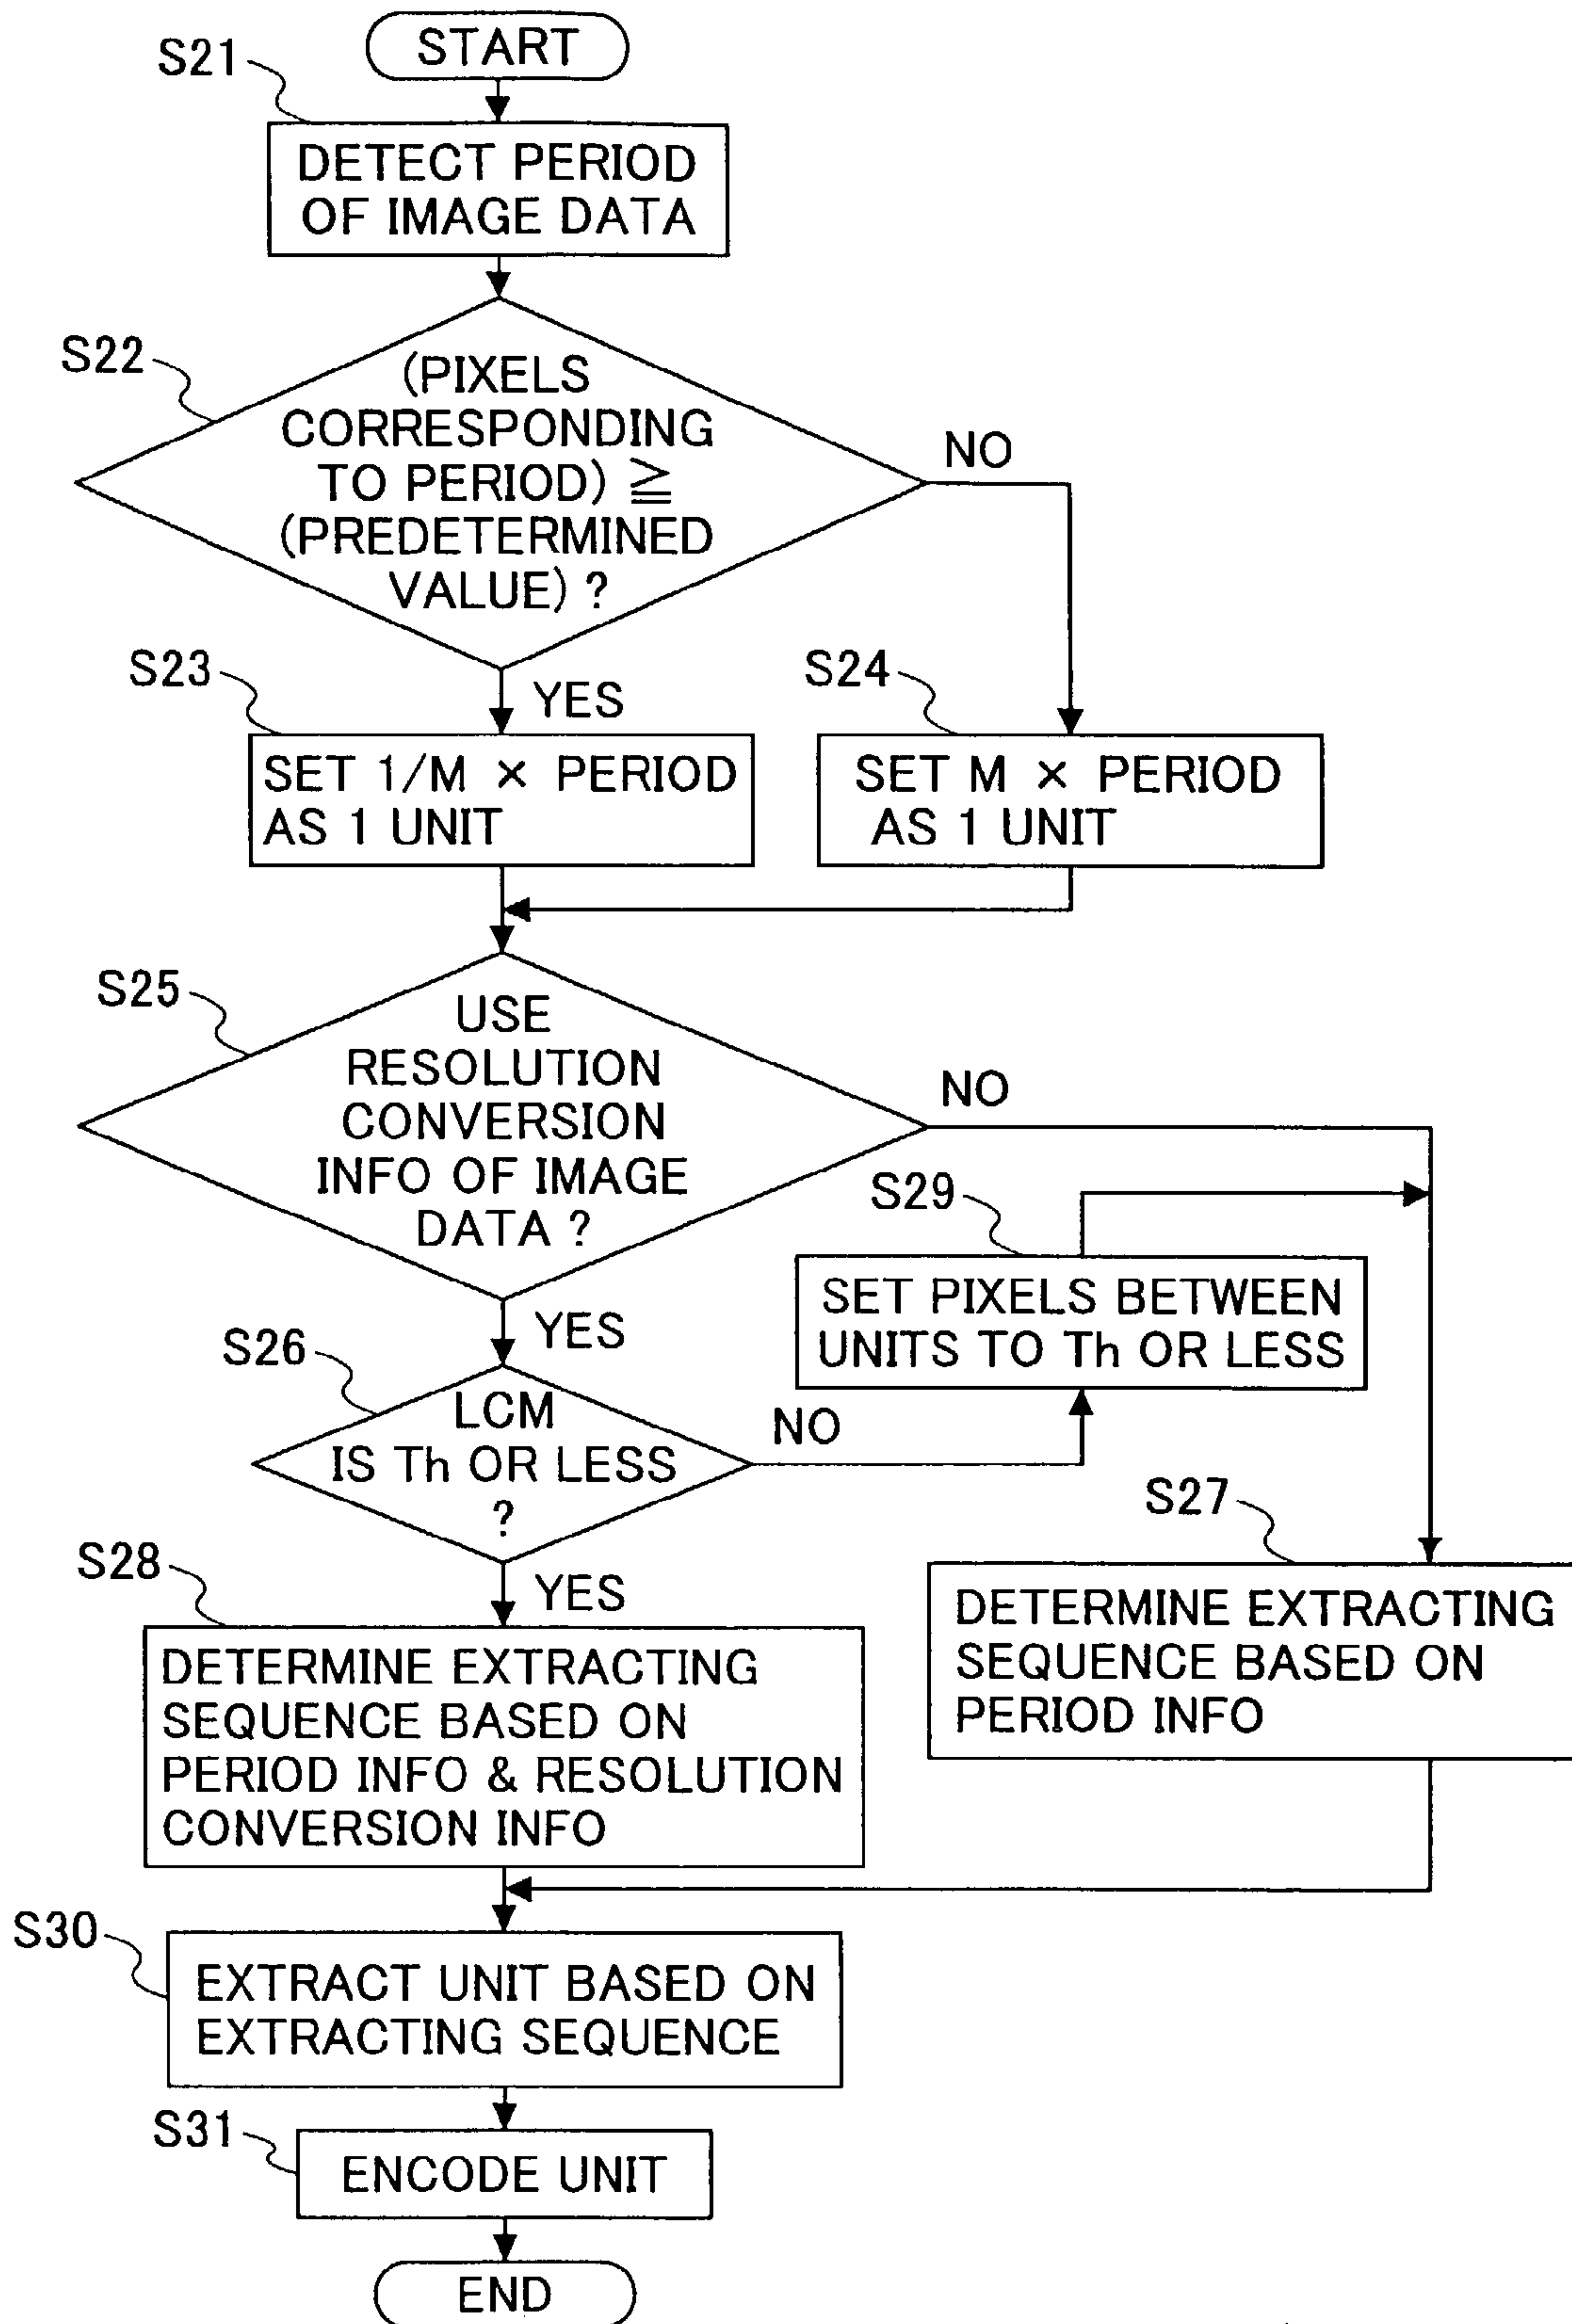 START
S21
DETECT PERIOD
OF IMAGE DATA
S22
(PIXELS
CORRESPONDING
TO PERIOD) ≧
(PREDETERMINED
VALUE) ?
NO
YES
S23
SET 1/M × PERIOD
AS 1 UNIT
S24
SET M × PERIOD
AS 1 UNIT
S25
USE
RESOLUTION
CONVERSION
INFO OF IMAGE
DATA ?
NO
YES
S29
SET PIXELS BETWEEN
UNITS TO Th OR LESS
S26
LCM
IS Th OR LESS
?
NO
YES
S27
DETERMINE EXTRACTING
SEQUENCE BASED ON
PERIOD INFO
S28
DETERMINE EXTRACTING
SEQUENCE BASED ON
PERIOD INFO & RESOLUTION
CONVERSION INFO
S30
EXTRACT UNIT BASED ON
EXTRACTING SEQUENCE
S31
ENCODE UNIT
END